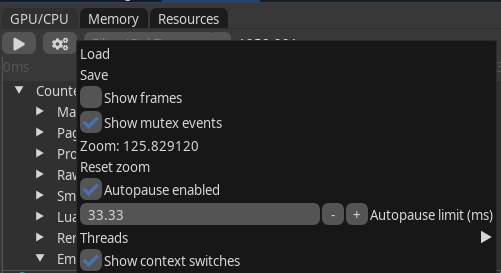 GPU/CPU Memory Resources
Load
0ms
Save
Counte
Show frames
Ma
Show mutex events
Pag
Zoom: 125.829120
Pro
Reset zoom
Raw
Autopause enabled
Sm
33.33 - + Autopause limit (ms)
Lua
Threads
Ren
Show context switches
Em